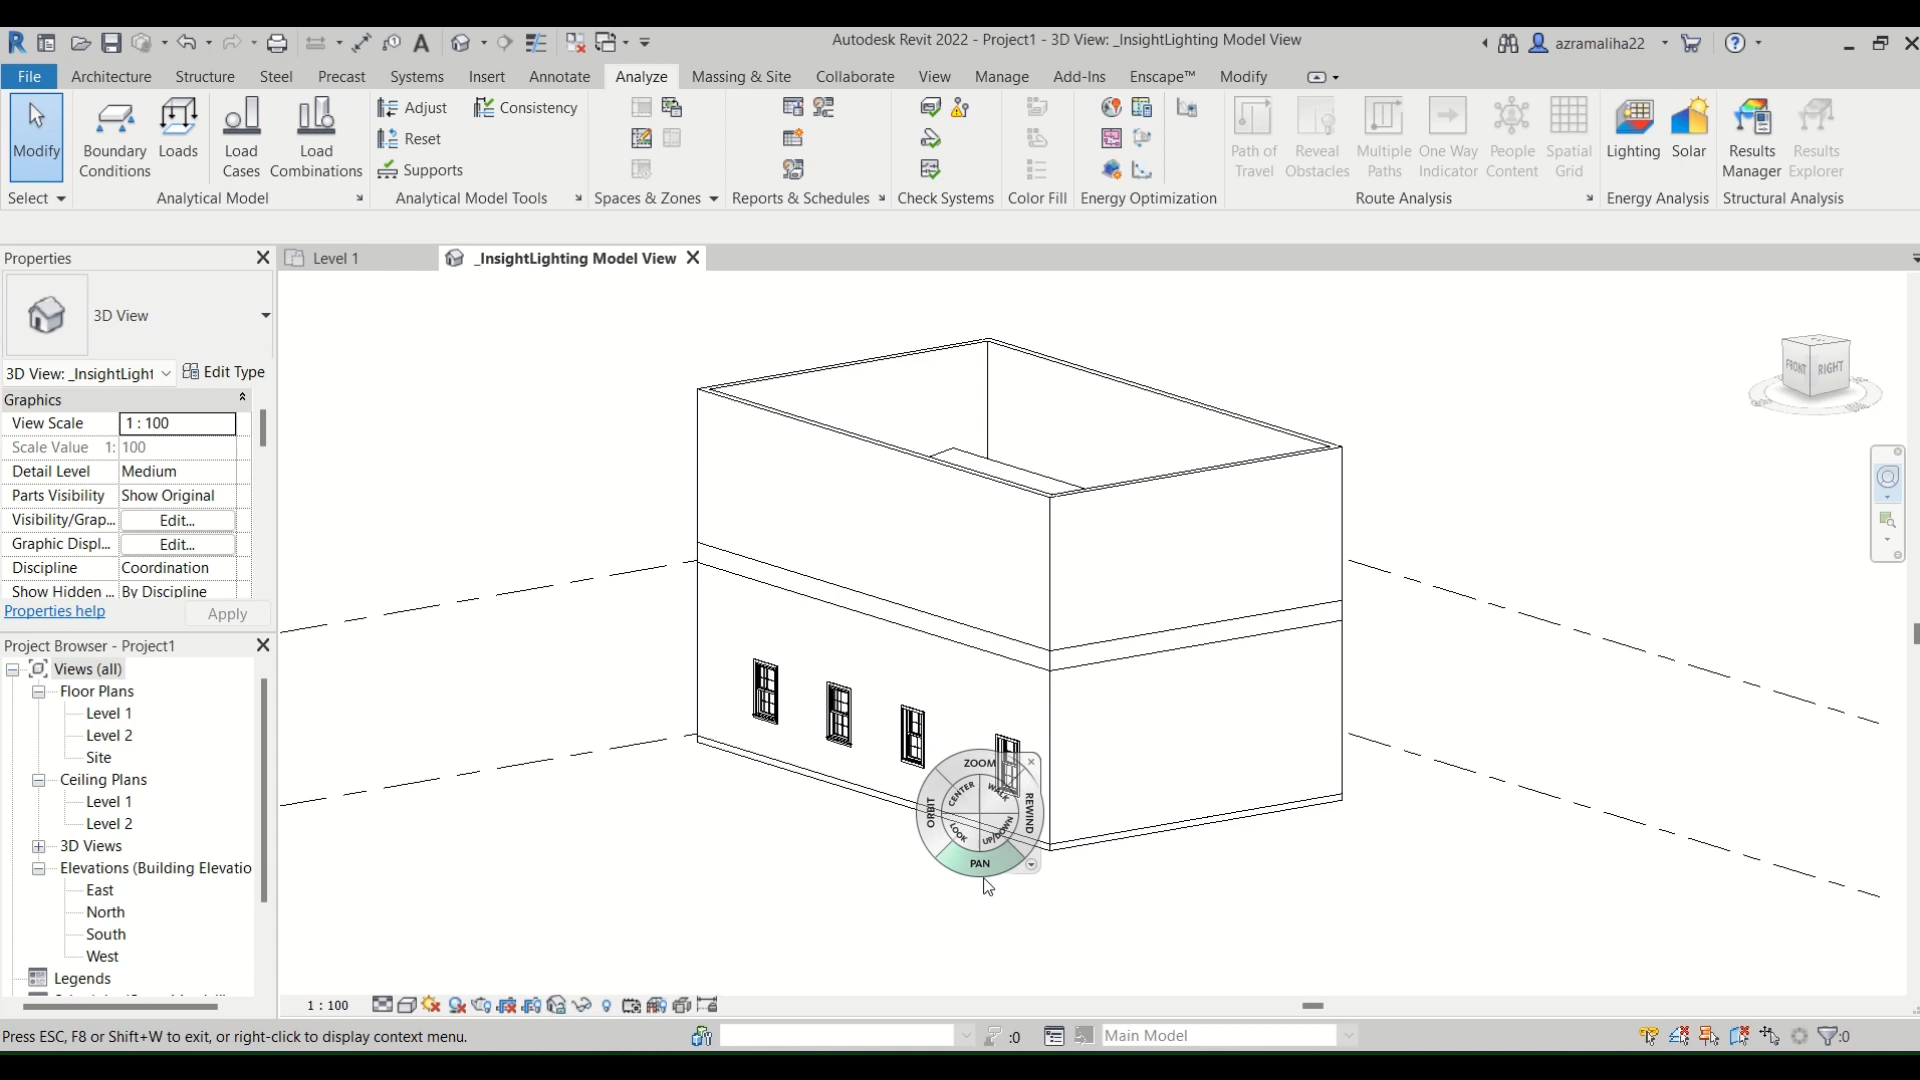 Autodesk Revit 2022 - Project1 - 3D View: _InsightLighting Model View
azramaliha22
File Architecture Structure Steel Precast Systems Insert Annotate Analyze Massing & Site Collaborate View Manage Add-Ins Enscape™ Modify
Modify
Boundary Conditions
Loads
Load Cases
Load Combinations
Adjust
Reset
Supports
Consistency
Path of Travel
Reveal Obstacles
Multiple Paths
One Way Indicator
People Content
Spatial Grid
Lighting
Solar
Results Manager
Results Explorer
Select
Analytical Model
Analytical Model Tools
Spaces & Zones
Reports & Schedules
Check Systems
Color Fill
Energy Optimization
Route Analysis
Energy Analysis
Structural Analysis
Properties
Level 1
_InsightLighting Model View
3D View
3D View: _InsightLight
Edit Type
Graphics
View Scale 1 : 100
Scale Value 1: 100
Detail Level Medium
Parts Visibility Show Original
Visibility/Grap... Edit...
Graphic Displ... Edit...
Discipline Coordination
Show Hidden ... By Discipline
Properties help
Apply
Project Browser - Project1
Views (all)
Floor Plans
Level 1
Level 2
Site
Ceiling Plans
Level 1
Level 2
3D Views
Elevations (Building Elevatio
East
North
South
West
Legends
FRONT
RIGHT
ZOOM
CENTER
WALK
ORBIT
REWIND
LOOK
UP/DOWN
PAN
1 : 100
Press ESC, F8 or Shift+W to exit, or right-click to display context menu.
:0
Main Model
:0